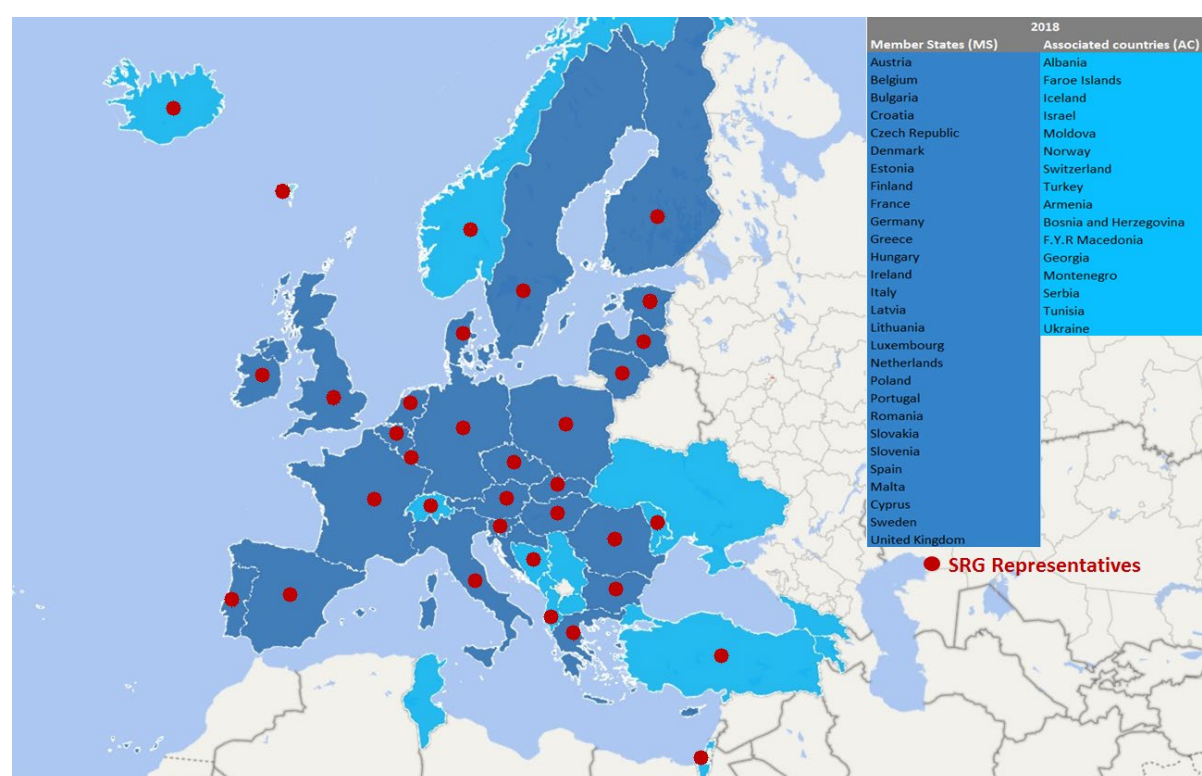 2018
Member States (MS) Associated countries (AC)
Austria Albania
Belgium Faroe Islands
Bulgaria Iceland
Croatia Israel
Czech Republic Moldova
Denmark Norway
Estonia Switzerland
Finland Turkey
France Armenia
Germany Bosnia and Herzegovina
Greece F.Y.R Macedonia
Hungary Georgia
Ireland Montenegro
Italy Serbia
Latvia Tunisia
Lithuania Ukraine
Luxembourg
Netherlands
Poland
Portugal
Romania
Slovakia
Slovenia
Spain
Malta
Cyprus
Sweden
United Kingdom
SRG Representatives